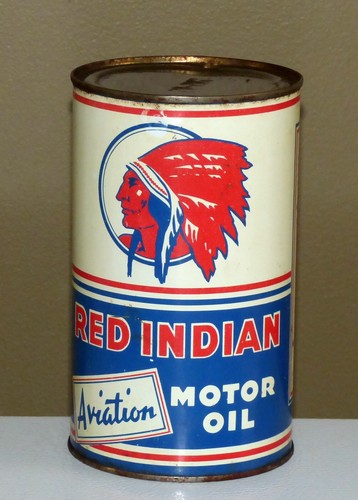 RED INDIAN
Aviation
MOTOR
OIL